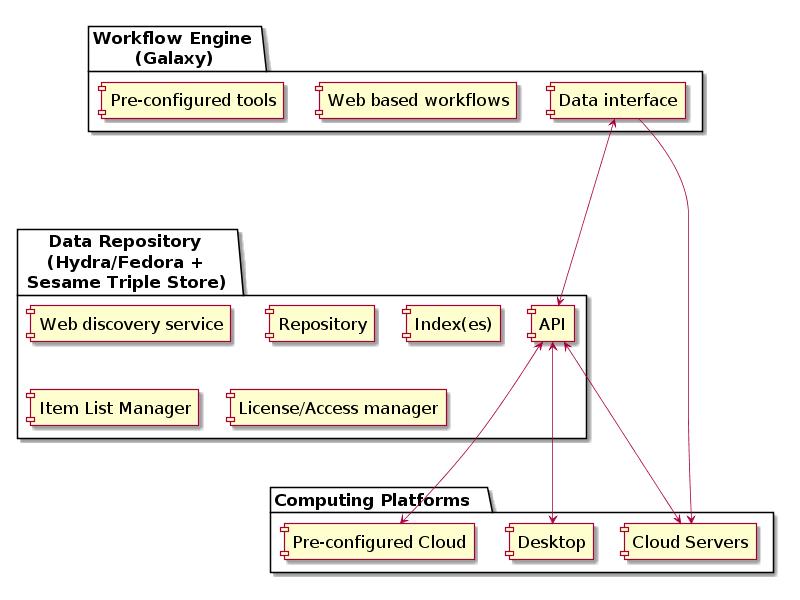 Workflow Engine
(Galaxy)
Pre-configured tools
Web based workflows
Data interface
Data Repository
(Hydra/Fedora +
Sesame Triple Store)
Web discovery service
Repository
Index(es)
API
Item List Manager
License/Access manager
Computing Platforms
Pre-configured Cloud
Desktop
Cloud Servers